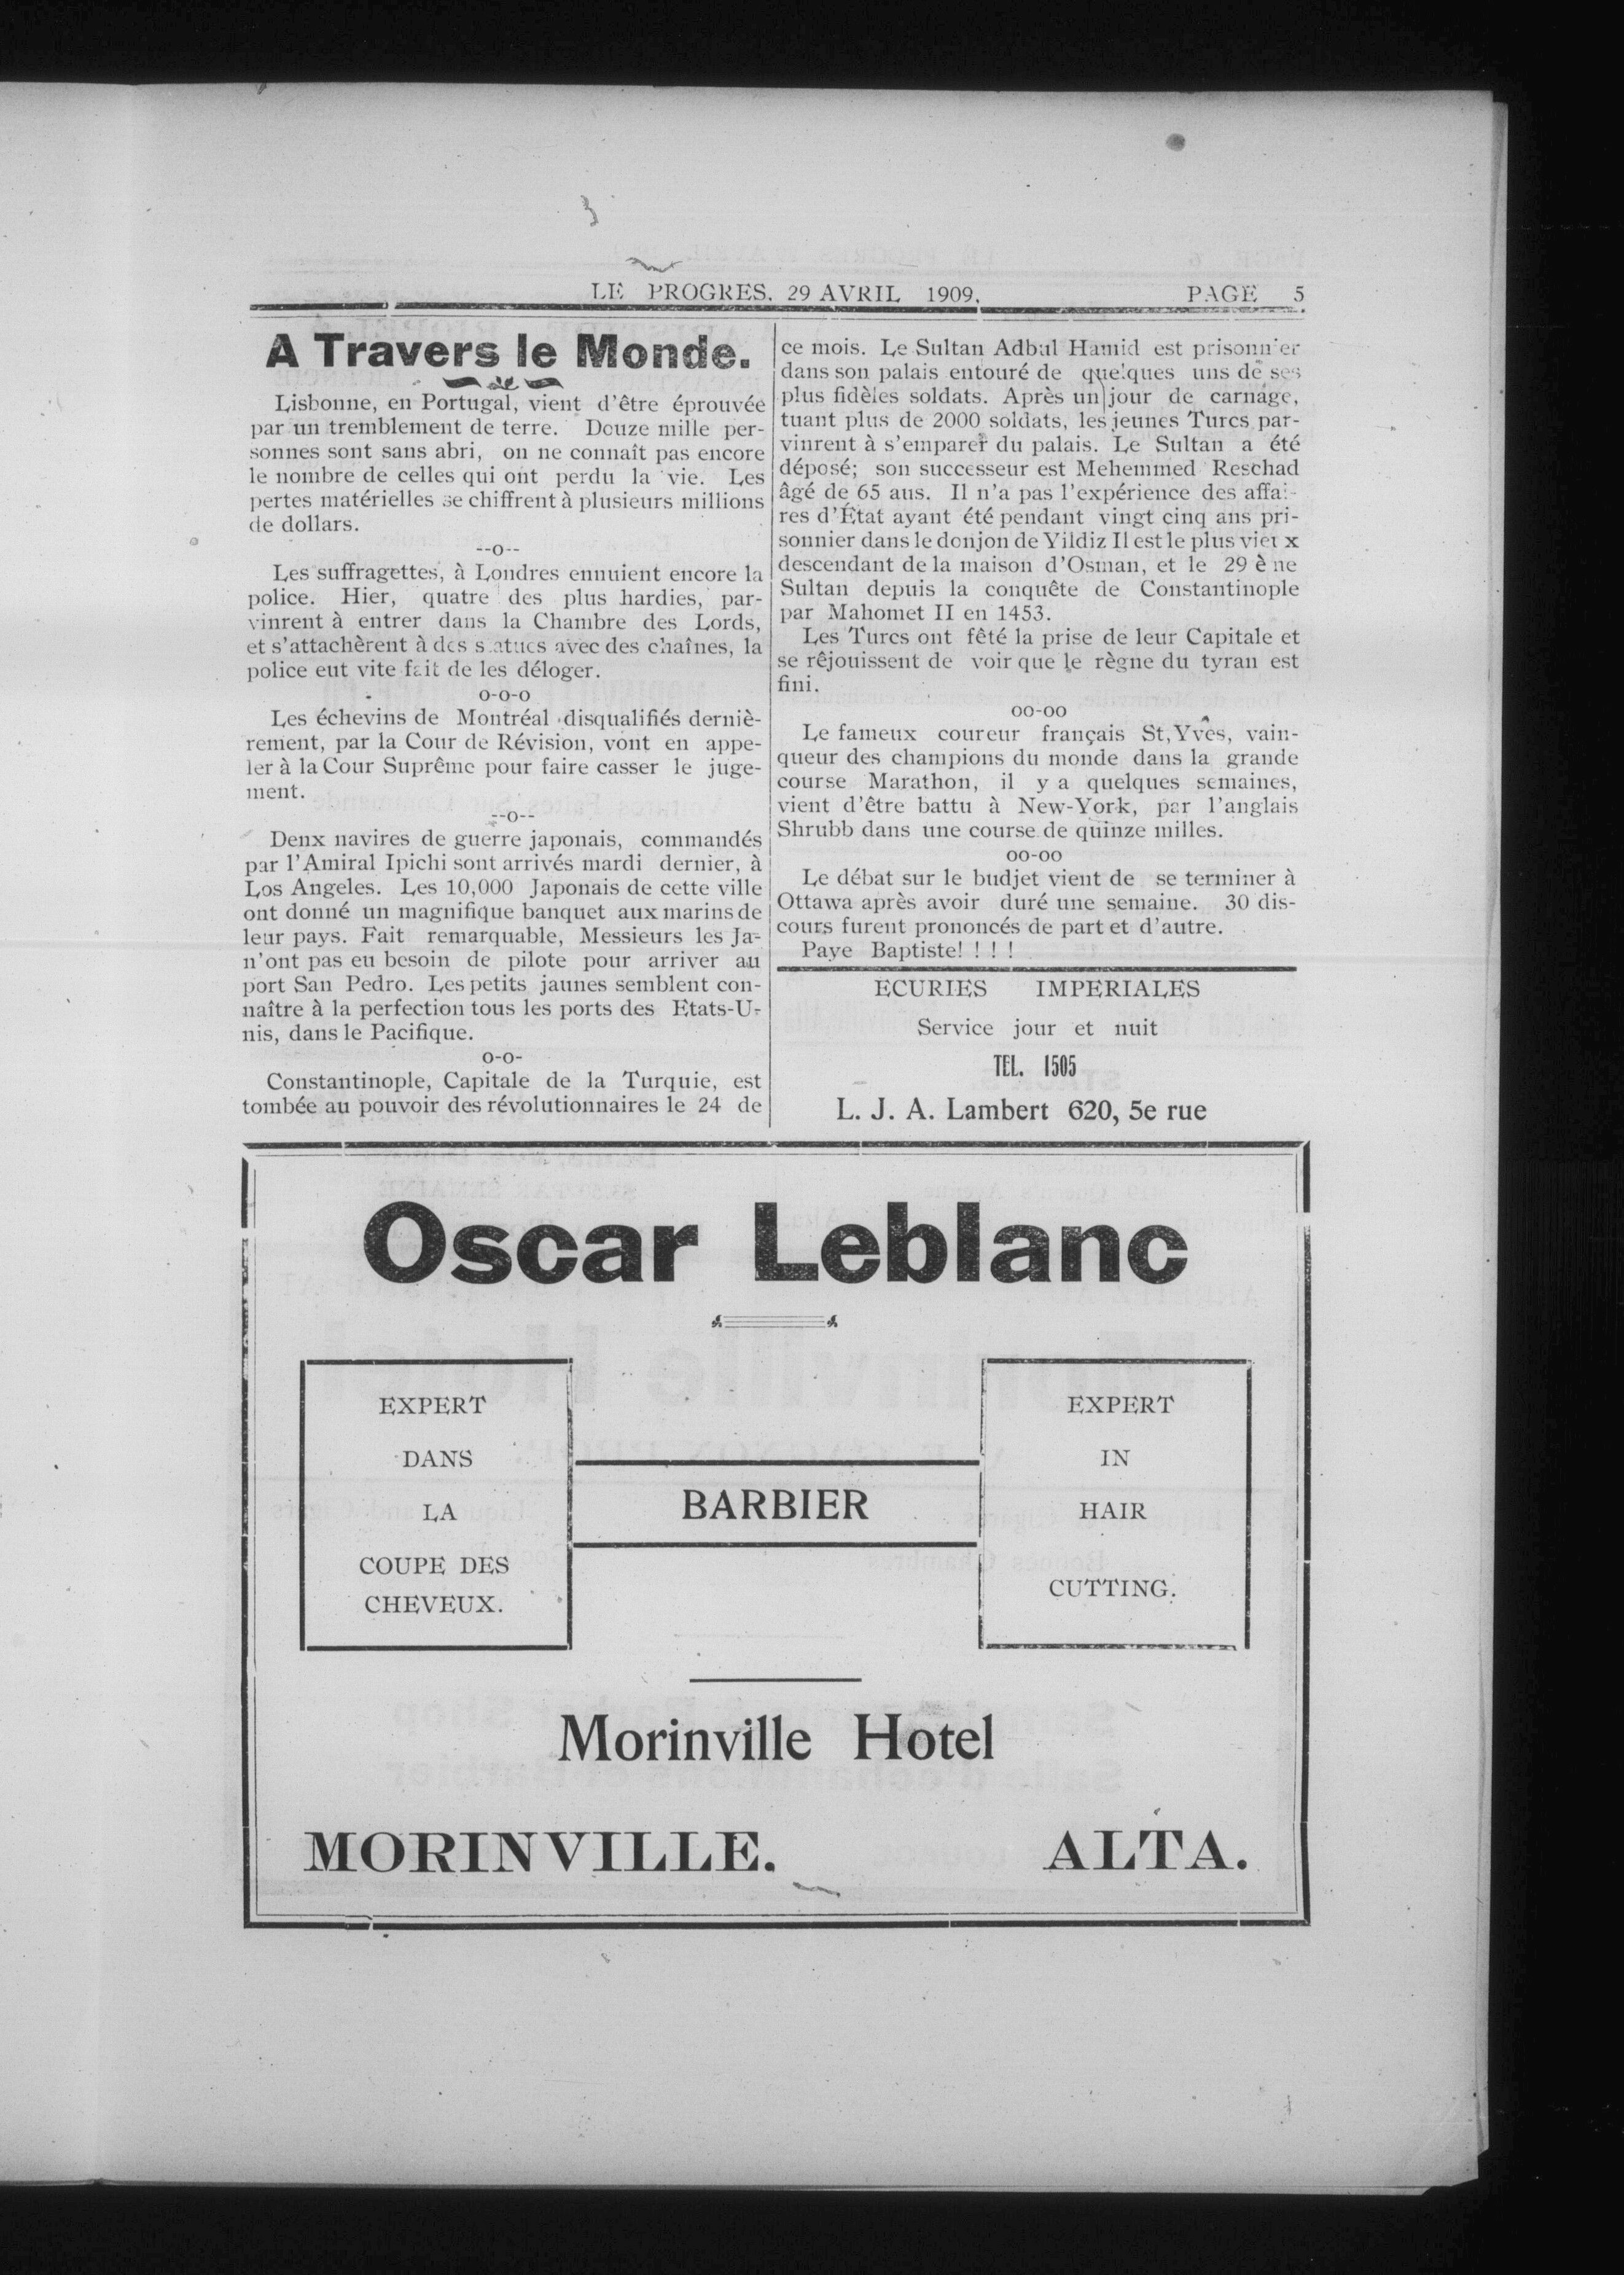 LE PROGRES. 29 AVRIL 1909. PAGE 5
A Travers le Monde.
Lisbonne, en Portugal, vient d'être éprouvée
par un tremblement de terre. Douze mille per-
sonnes sont sans abri, on ne connaît pas encore
le nombre de celles qui ont perdu la vie. Les
pertes matérielles se chiffrent à plusieurs millions
de dollars.
--o--
Les suffragettes, à Londres ennuient encore la
police. Hier, quatre des plus hardies, par-
vinrent à entrer dans la Chambre des Lords,
et s'attachèrent à des statues avec des chaînes, la
police eut vite fait de les déloger.
o-o-o
Les échevins de Montréal disqualifiés derniè-
rement, par la Cour de Révision, vont en appe-
ler à la Cour Suprême pour faire casser le juge-
ment.
--o--
Denx navires de guerre japonais, commandés
par l'Amiral Ipichi sont arrivés mardi dernier, à
Los Angeles. Les 10,000 Japonais de cette ville
ont donné un magnifique banquet aux marins de
leur pays. Fait remarquable, Messieurs les Ja-
n'ont pas eu besoin de pilote pour arriver au
port San Pedro. Les petits jaunes semblent con-
naître à la perfection tous les ports des Etats-U-
nis, dans le Pacifique.
o-o-
Constantinople, Capitale de la Turquie, est
tombée au pouvoir des révolutionnaires le 24 de
ce mois. Le Sultan Adbul Hamid est prisonn'er
dans son palais entouré de quelques uns de ses
plus fidèles soldats. Après un jour de carnage,
tuant plus de 2000 soldats, les jeunes Turcs par-
vinrent à s'emparer du palais. Le Sultan a été
déposé; son successeur est Mehemmed Reschad
âgé de 65 aus. Il n'a pas l'expérience des affai-
res d'État ayant été pendant vingt cinq ans pri-
sonnier dans le donjon de Yildiz Il est le plus vieux
descendant de la maison d'Osman, et le 29 ème
Sultan depuis la conquête de Constantinople
par Mahomet II en 1453.
Les Turcs ont fêté la prise de leur Capitale et
se rêjouissent de voir que le règne du tyran est
fini.
oo-oo
Le fameux coureur français St,Yves, vain-
queur des champions du monde dans la grande
course Marathon, il y a quelques semaines,
vient d'être battu à New-York, par l'anglais
Shrubb dans une course de quinze milles.
oo-oo
Le débat sur le budjet vient de se terminer à
Ottawa après avoir duré une semaine. 30 dis-
cours furent prononcés de part et d'autre.
Paye Baptiste! ! ! !
ECURIES IMPERIALES
Service jour et nuit
TEL. 1505
L. J. A. Lambert 620, 5e rue
Oscar Leblanc
EXPERT
DANS
LA
COUPE DES
CHEVEUX.
BARBIER
EXPERT
IN
HAIR
CUTTING.
Morinville Hotel
MORINVILLE. ALTA.